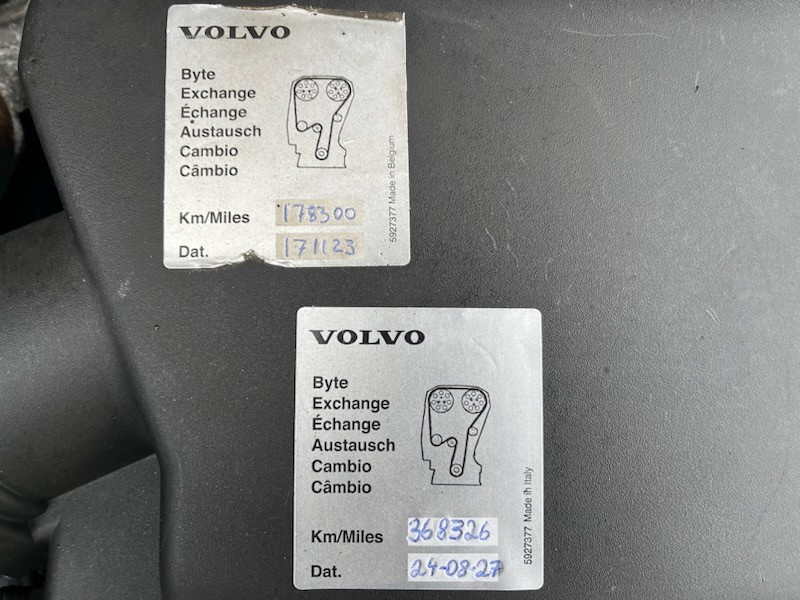 VOLVO
Byte
Exchange
Échange
Austausch
Cambio
Câmbio
Km/Miles 178300
Dat. 171123
5927377 Made in Belgium
VOLVO
Byte
Exchange
Échange
Austausch
Cambio
Câmbio
Km/Miles 368326
Dat. 24-08-27
5927377 Made in Italy